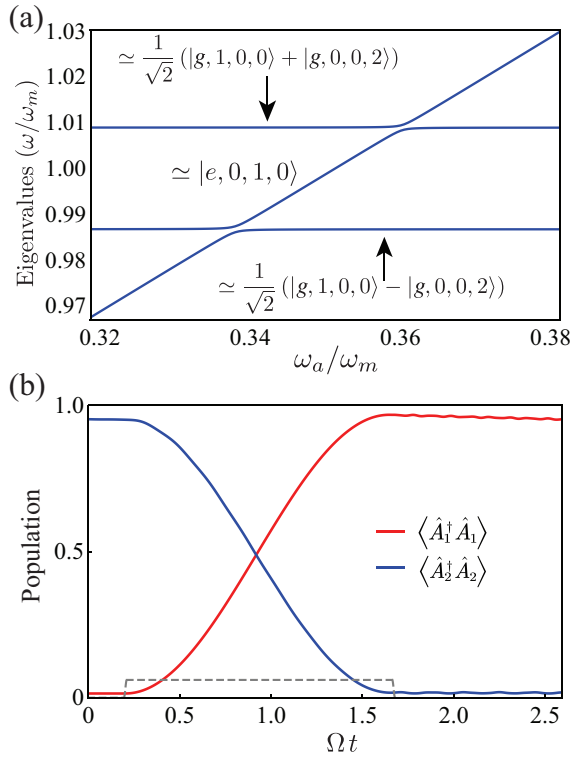 (a)
1.03
1.02
1.01
1.00
0.99
0.98
0.97
Eigenvalues (ω/ω_m)
≃ 1/√2 (|g, 1, 0, 0⟩ + |g, 0, 0, 2⟩)
≃ |e, 0, 1, 0⟩
≃ 1/√2 (|g, 1, 0, 0⟩ − |g, 0, 0, 2⟩)
0.32 0.34 0.36 0.38
ω_a/ω_m
(b)
1.0
0.5
0
Population
⟨Â₁† Â₁⟩
⟨Â₂† Â₂⟩
0 0.5 1.0 1.5 2.0 2.5
Ω t